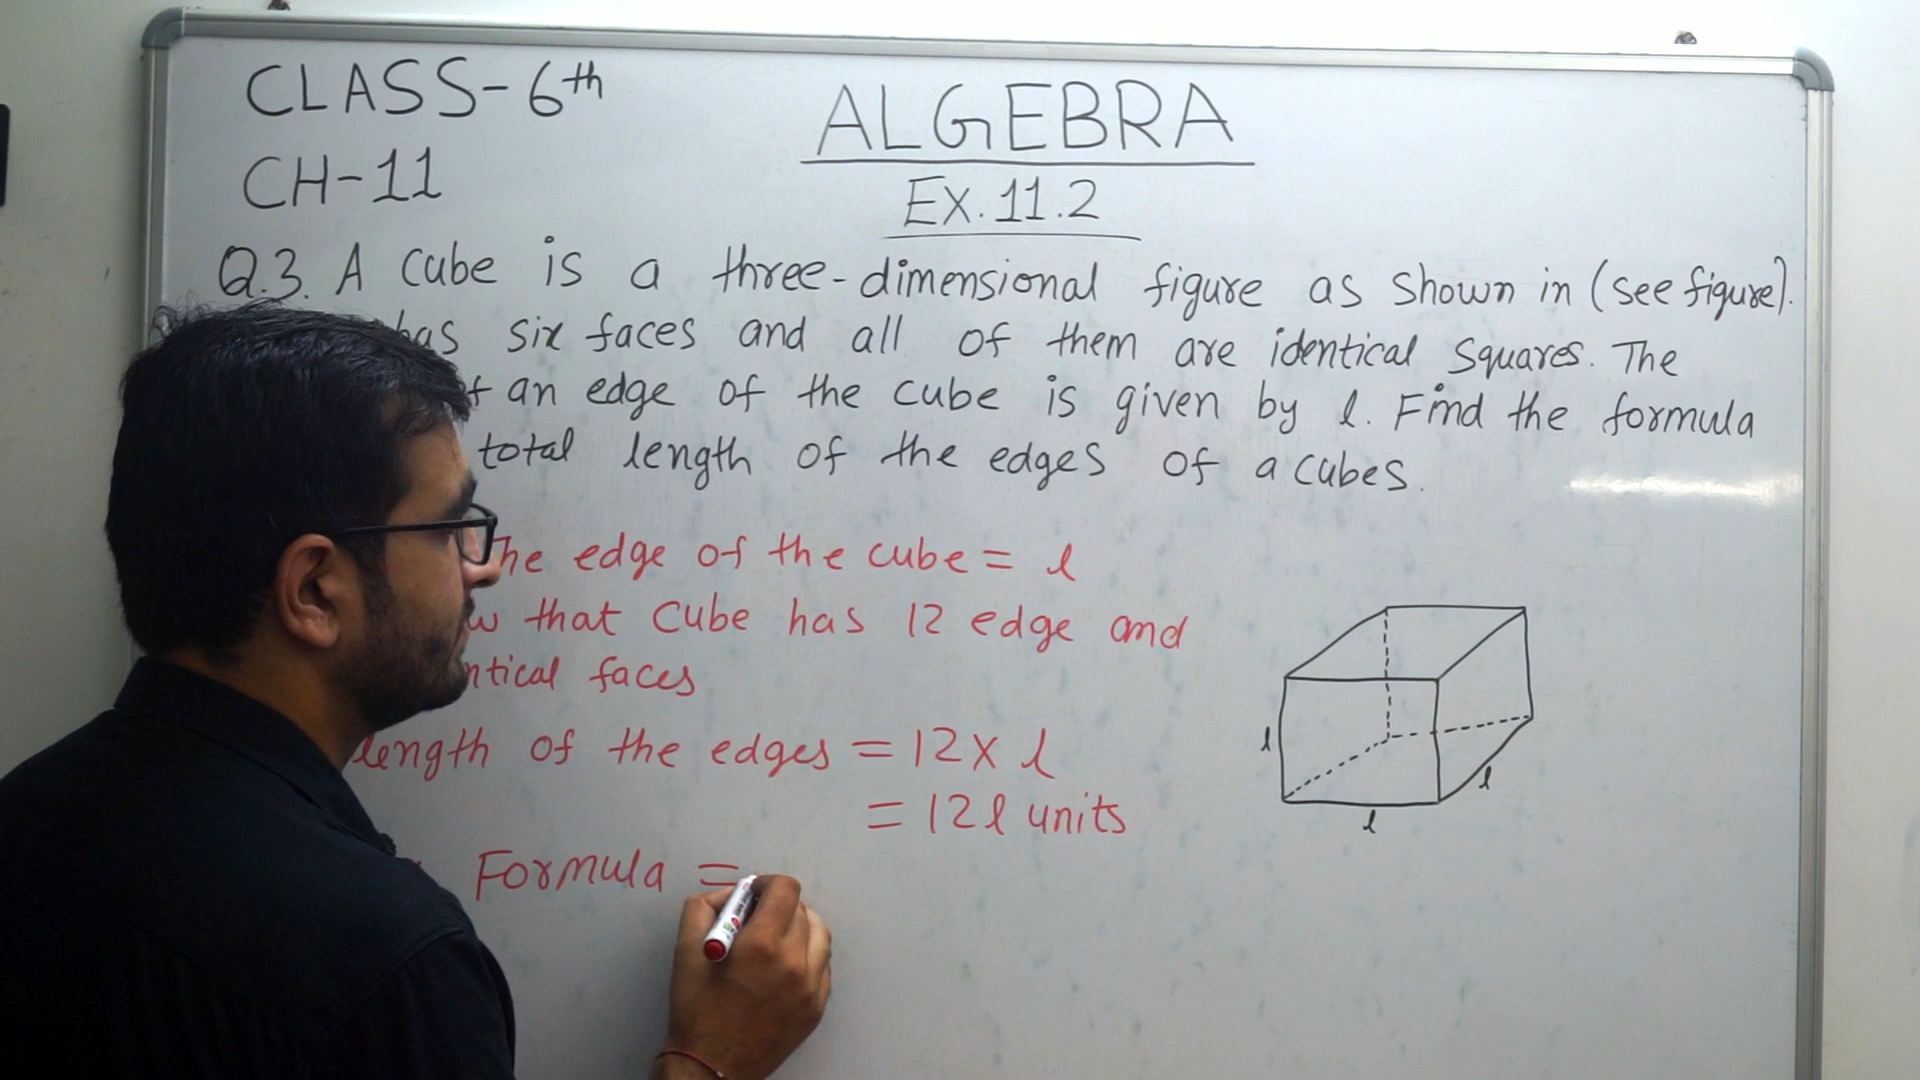 CLASS-6th
CH-11
ALGEBRA
EX. 11.2
Q.3. A cube is a three-dimensional figure as shown in (see figure).
has six faces and all of them are identical squares. The
an edge of the cube is given by l. Find the formula
total length of the edges of a cubes.
The edge of the cube = l
that cube has 12 edge and
faces
length of the edges = 12 x l
= 12l units
Formula =
l
l
l